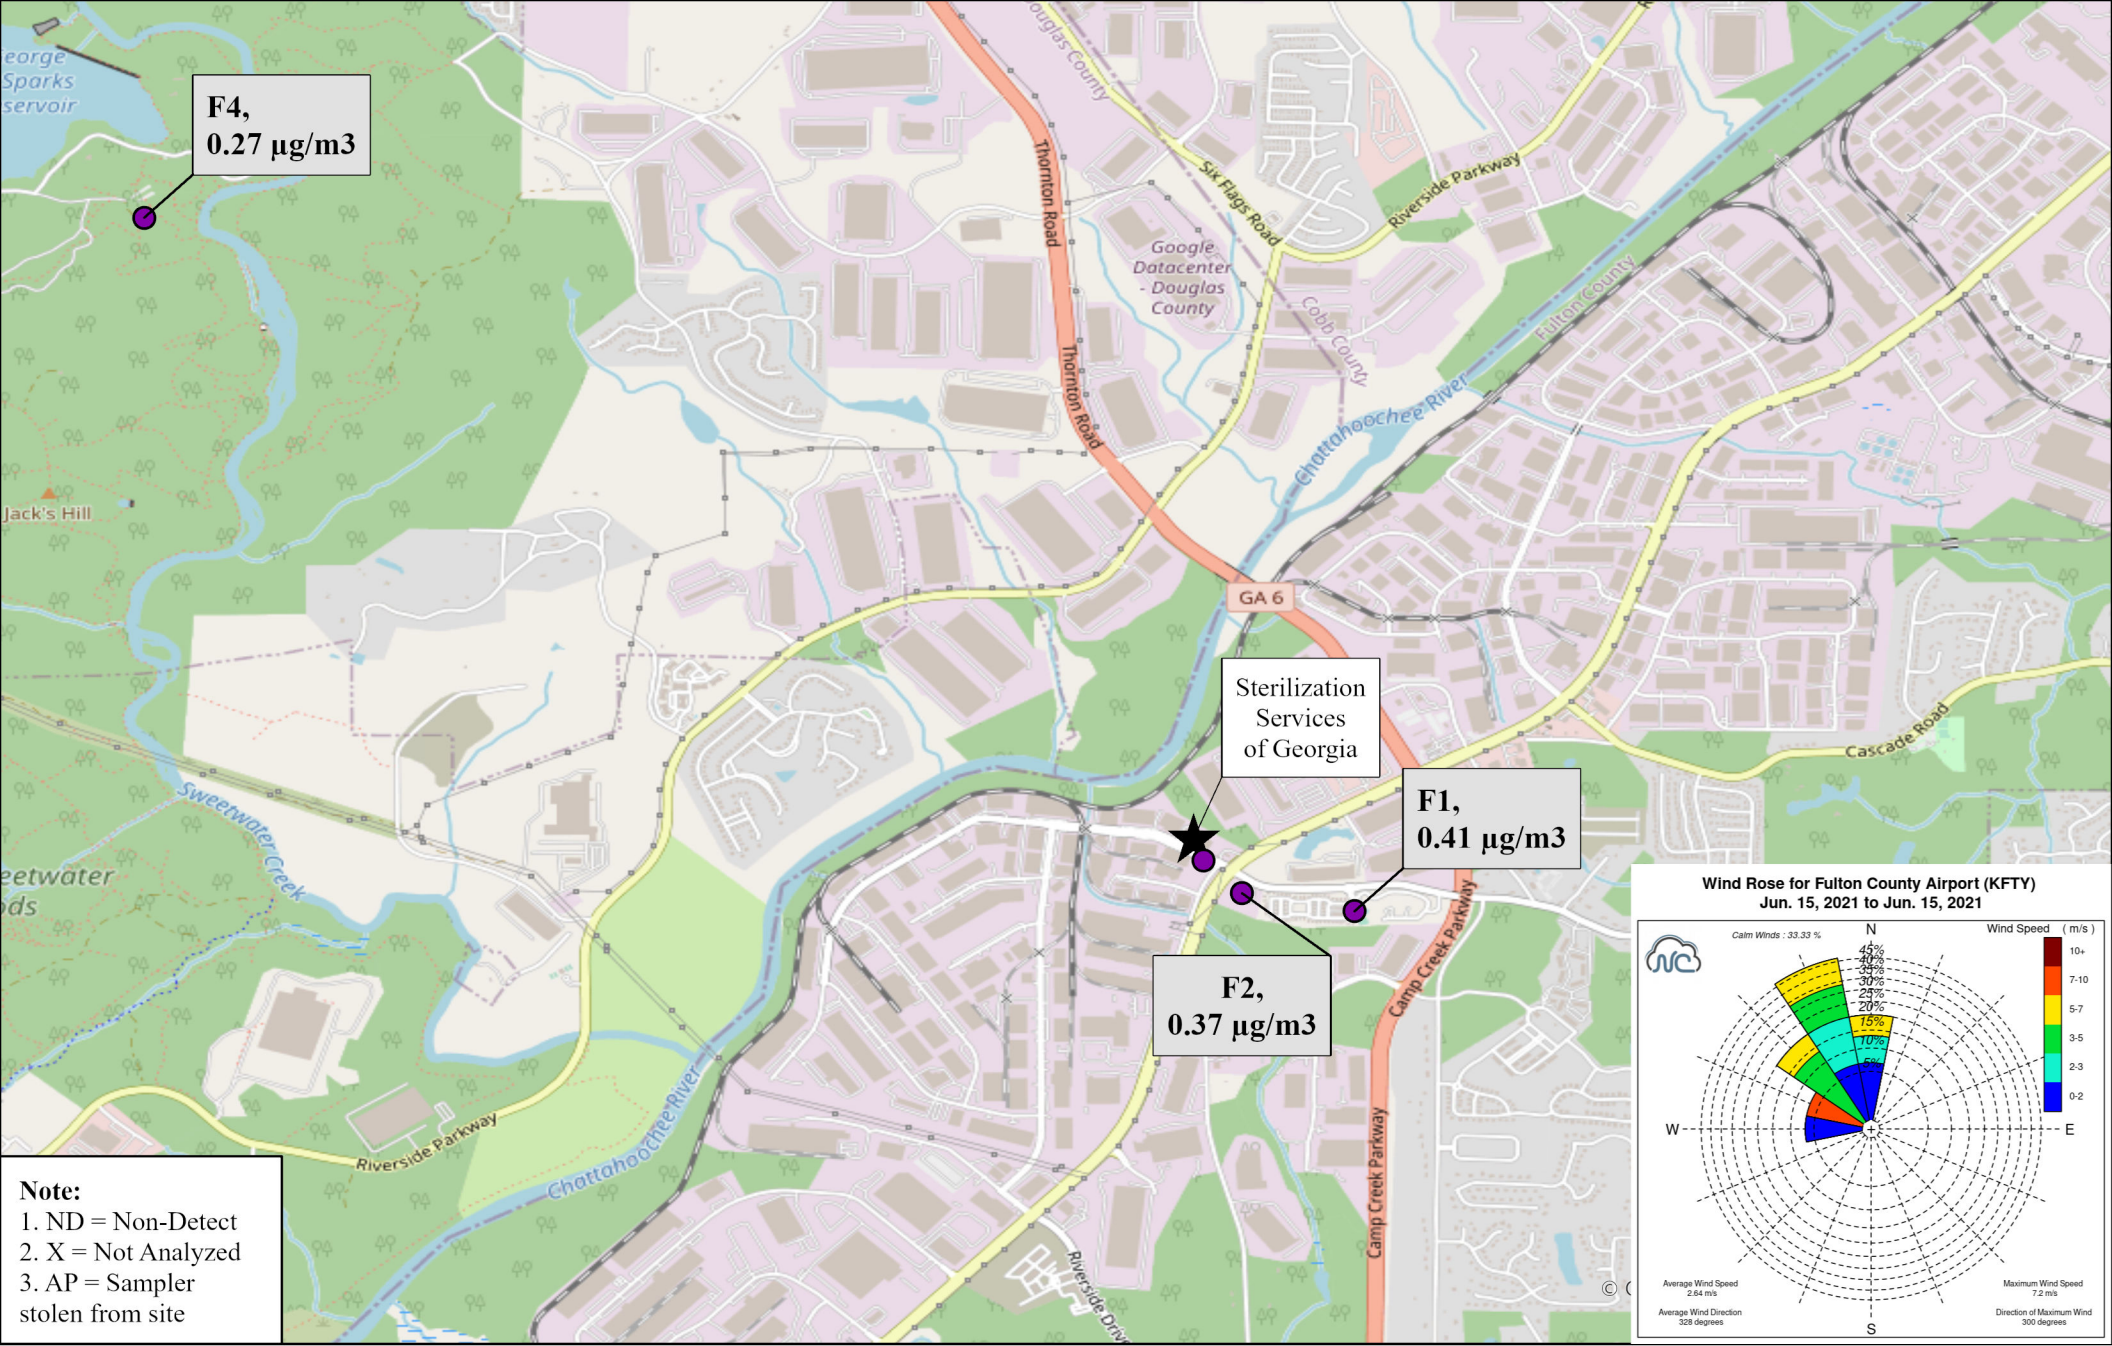 eorge
Sparks
servoir
F4,
0.27 µg/m3
Jack's Hill
Sweetwater Creek
eetwater
ds
Thornton Road
Thornton Road
Thornton Road
ouglas County
Six Flags Road
Riverside Parkway
Google
Datacenter
- Douglas
County
Cobb County
Fulton County
Chattahoochee River
GA 6
Sterilization
Services
of Georgia
Cascade Road
F1,
0.41 µg/m3
F2,
0.37 µg/m3
Camp Creek Parkway
Camp Creek Parkway
Riverside Parkway
Chattahoochee River
Riverside Drive
Note:
1. ND = Non-Detect
2. X = Not Analyzed
3. AP = Sampler
stolen from site
©
Wind Rose for Fulton County Airport (KFTY)
Jun. 15, 2021 to Jun. 15, 2021
NC
Calm Winds : 33.33 %
N
Wind Speed ( m/s )
45%
40%
35%
30%
25%
20%
15%
10%
5%
10+
7-10
5-7
3-5
2-3
0-2
W
E
S
Average Wind Speed
2.64 m/s
Average Wind Direction
328 degrees
Maximum Wind Speed
7.2 m/s
Direction of Maximum Wind
300 degrees